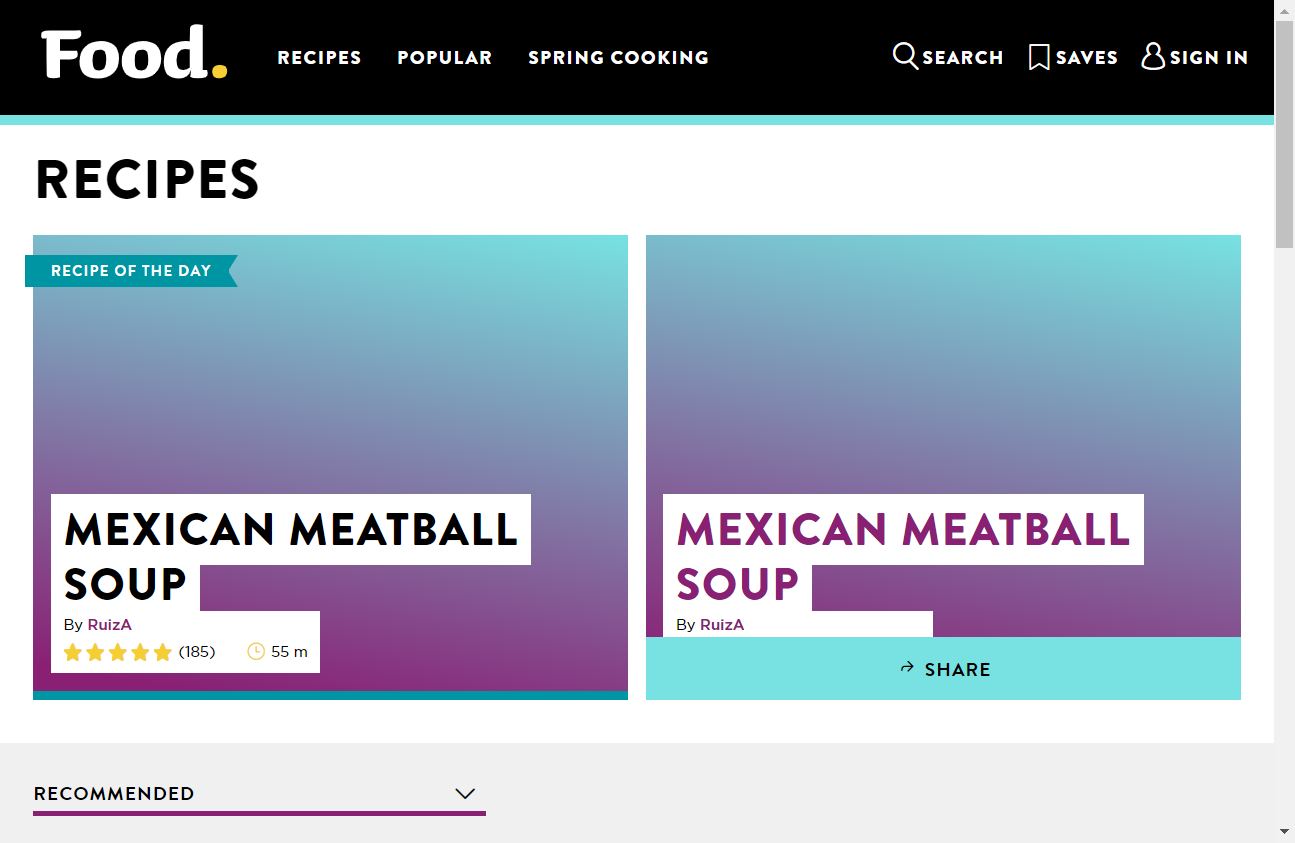 Food.
RECIPES
POPULAR
SPRING COOKING
SEARCH
SAVES
SIGN IN
RECIPES
RECIPE OF THE DAY
MEXICAN MEATBALL
SOUP
By RuizA
(185)
55 m
MEXICAN MEATBALL
SOUP
By RuizA
SHARE
RECOMMENDED